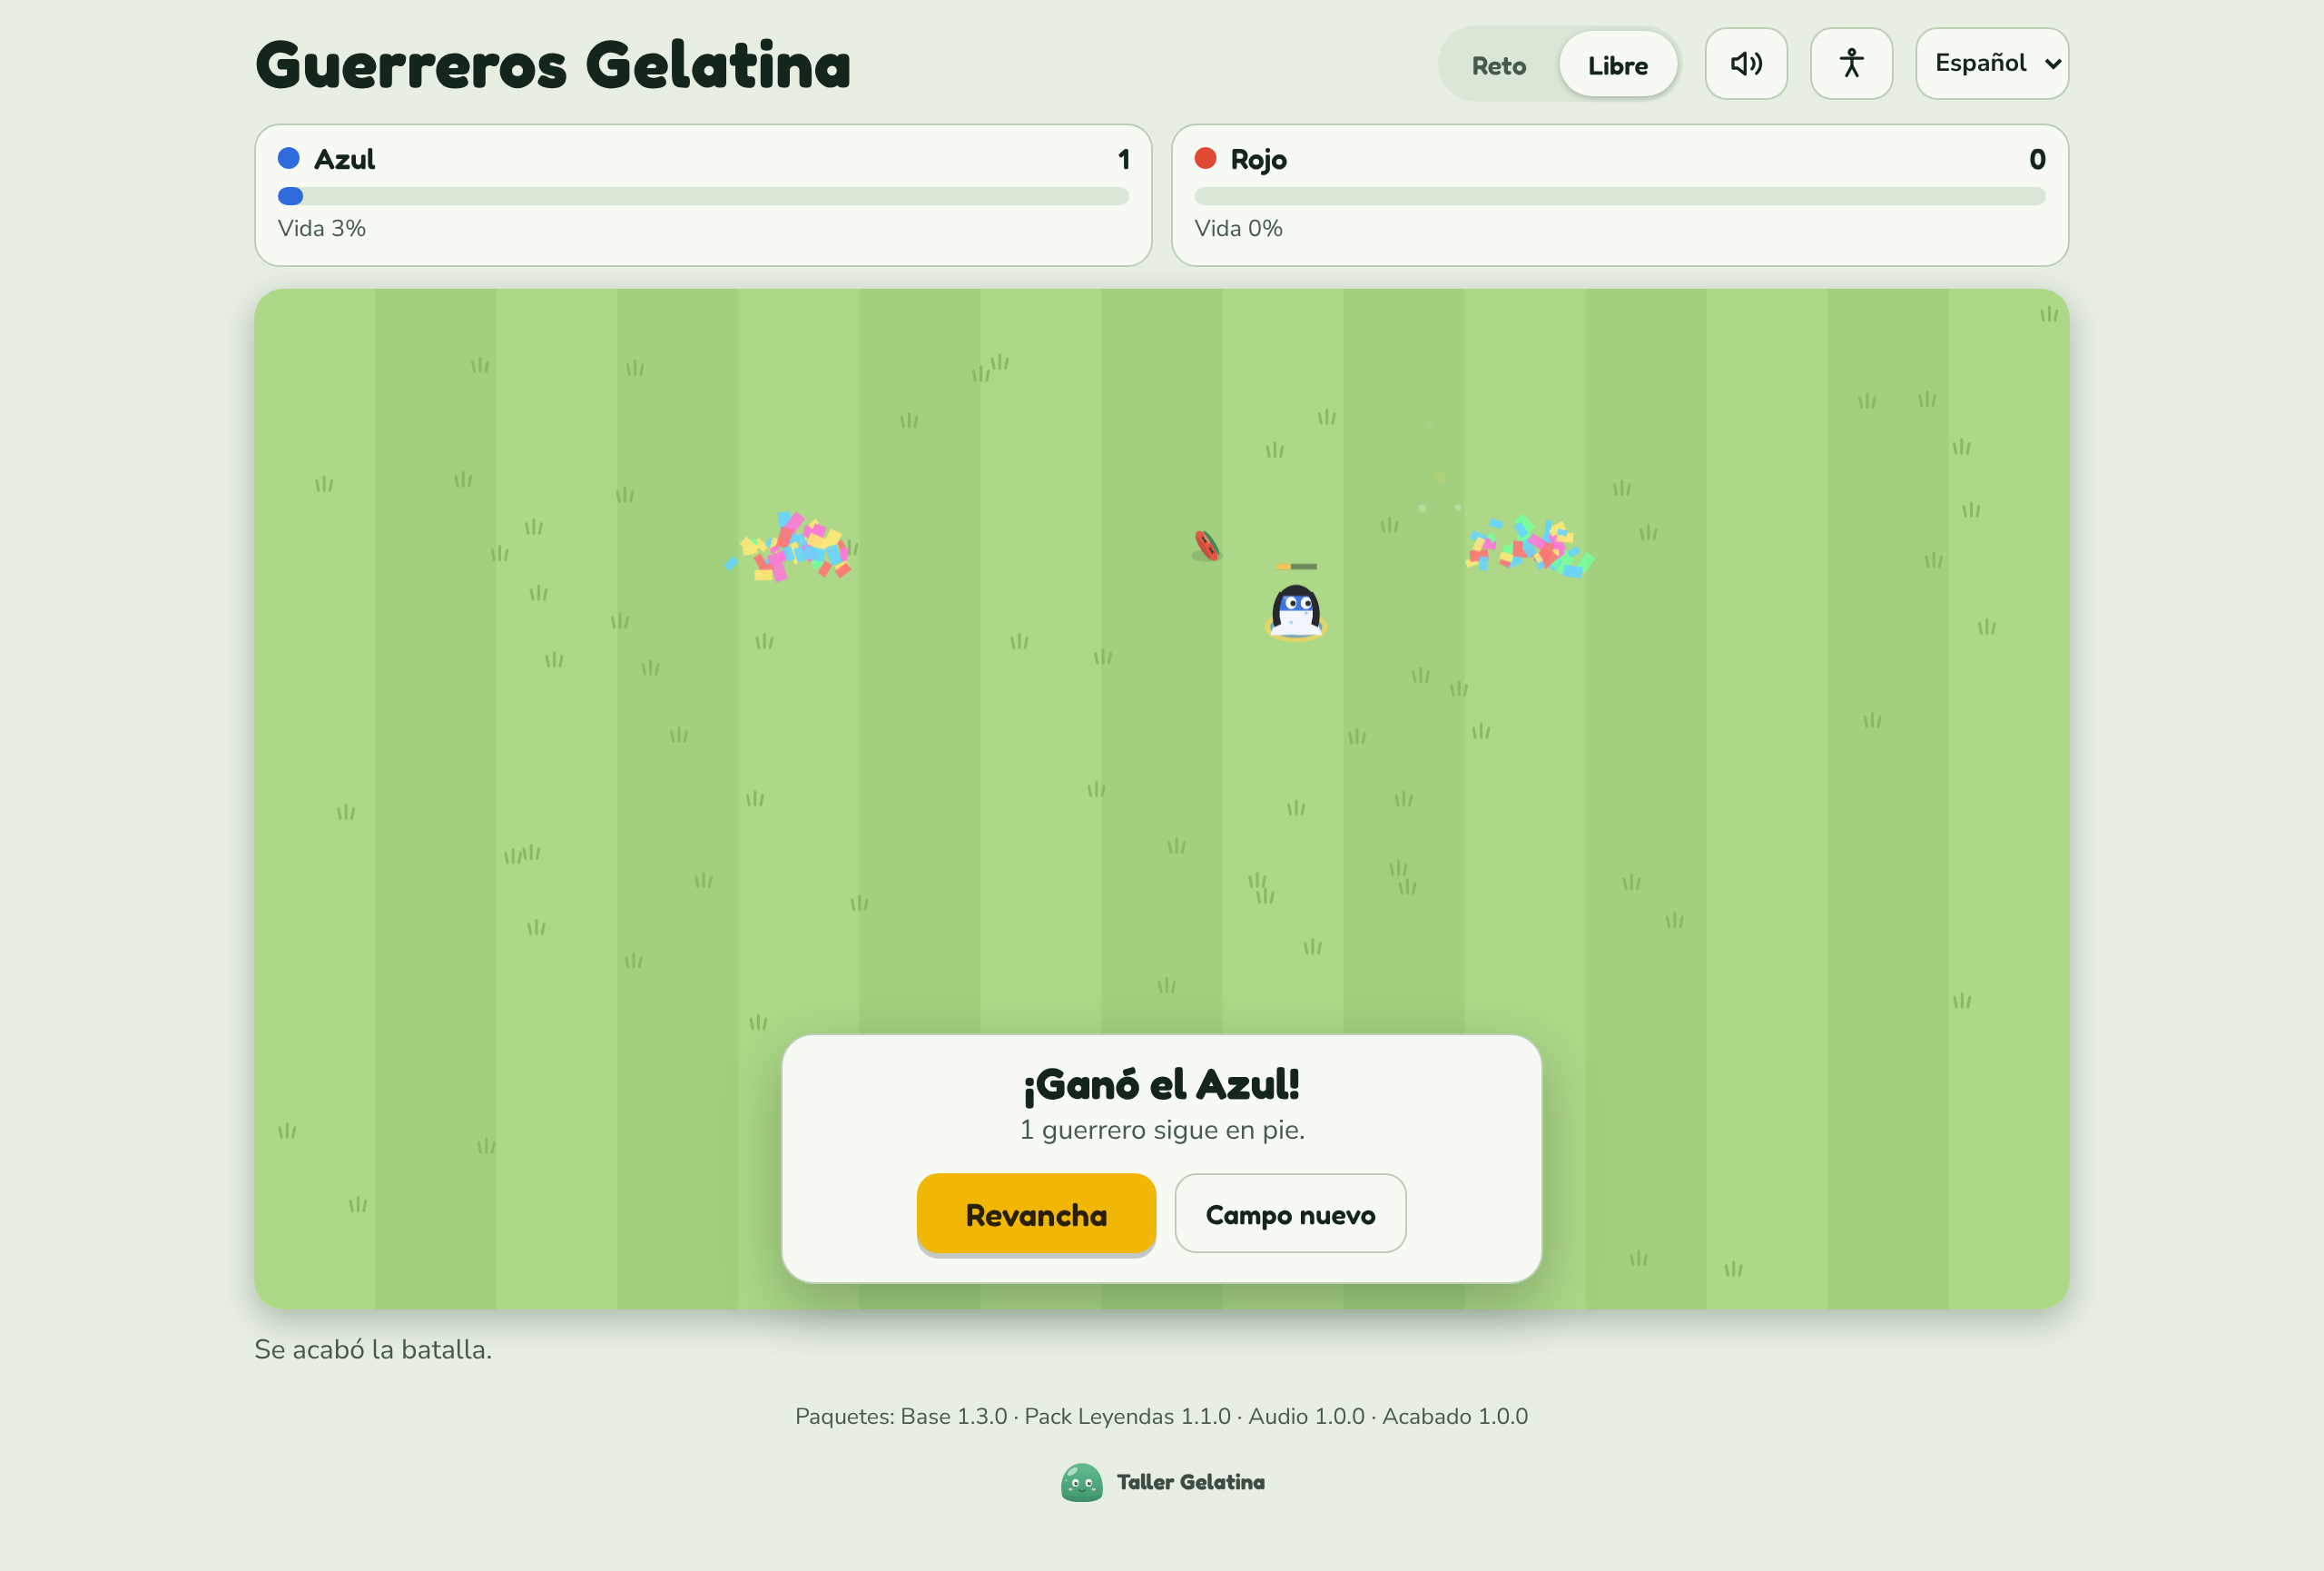 Guerreros Gelatina
Reto
Libre
Español
Azul
1
Vida 3%
Rojo
0
Vida 0%
¡Ganó el Azul!
1 guerrero sigue en pie.
Revancha
Campo nuevo
Se acabó la batalla.
Paquetes: Base 1.3.0 · Pack Leyendas 1.1.0 · Audio 1.0.0 · Acabado 1.0.0
Taller Gelatina